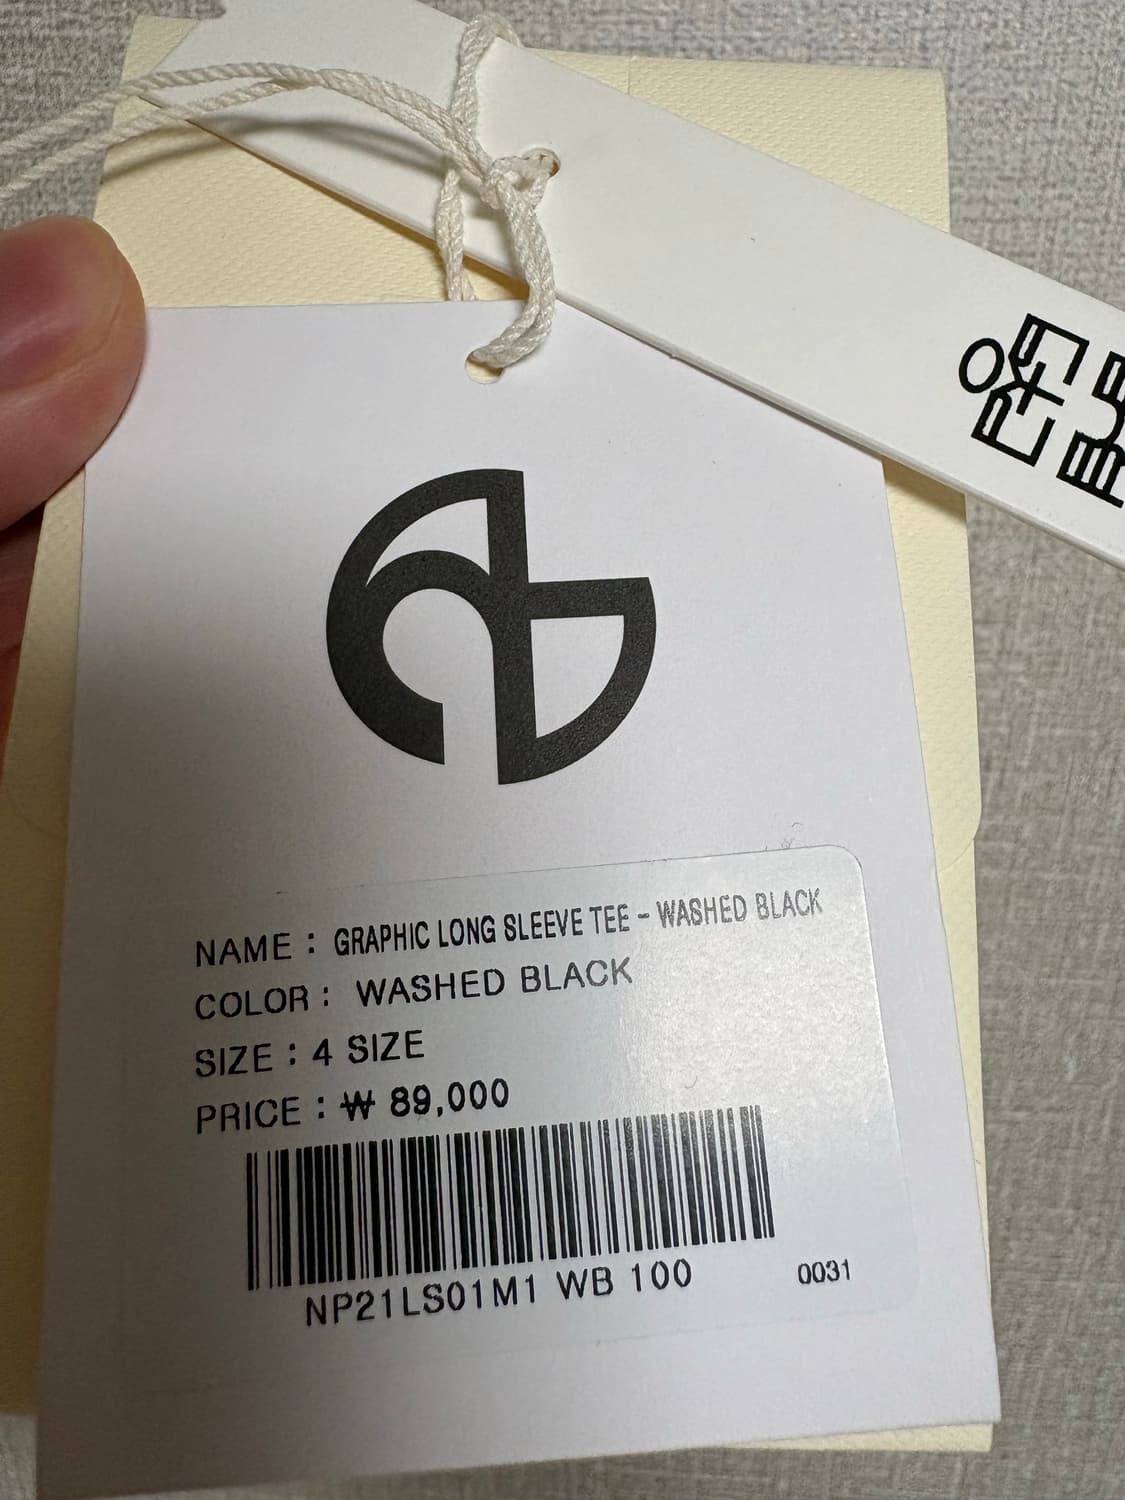 NAME : GRAPHIC LONG SLEEVE TEE - WASHED BLACK
COLOR : WASHED BLACK
SIZE : 4 SIZE
PRICE : ₩ 89,000
NP21LS01M1 WB 100
0031